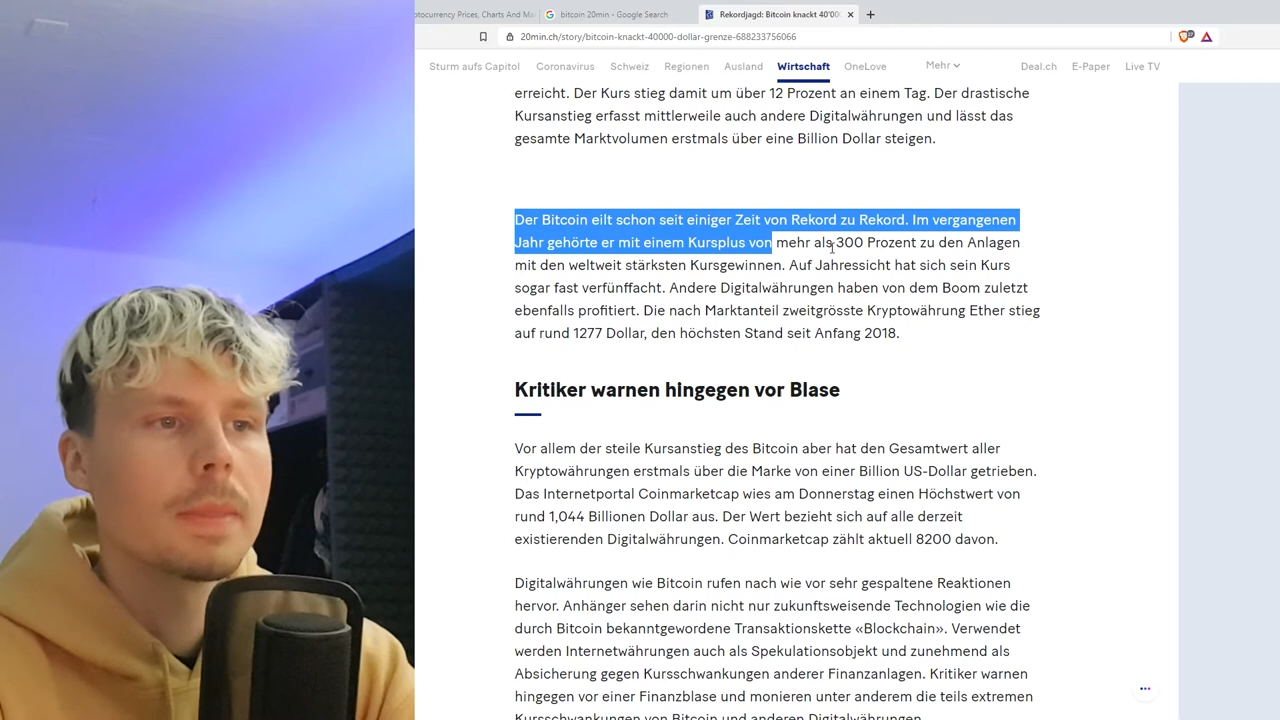 bitcoin 20min - Google Search
Rekordjagd: Bitcoin knackt 40'00
20min.ch/story/bitcoin-knackt-40000-dollar-grenze-688233756066
Sturm aufs Capitol Coronavirus Schweiz Regionen Ausland Wirtschaft OneLove Mehr Deal.ch E-Paper Live TV
erreicht. Der Kurs stieg damit um über 12 Prozent an einem Tag. Der drastische
Kursanstieg erfasst mittlerweile auch andere Digitalwährungen und lässt das
gesamte Marktvolumen erstmals über eine Billion Dollar steigen.
Der Bitcoin eilt schon seit einiger Zeit von Rekord zu Rekord. Im vergangenen
Jahr gehörte er mit einem Kursplus von mehr als 300 Prozent zu den Anlagen
mit den weltweit stärksten Kursgewinnen. Auf Jahressicht hat sich sein Kurs
sogar fast verfünffacht. Andere Digitalwährungen haben von dem Boom zuletzt
ebenfalls profitiert. Die nach Marktanteil zweitgrösste Kryptowährung Ether stieg
auf rund 1277 Dollar, den höchsten Stand seit Anfang 2018.
Kritiker warnen hingegen vor Blase
Vor allem der steile Kursanstieg des Bitcoin aber hat den Gesamtwert aller
Kryptowährungen erstmals über die Marke von einer Billion US-Dollar getrieben.
Das Internetportal Coinmarketcap wies am Donnerstag einen Höchstwert von
rund 1,044 Billionen Dollar aus. Der Wert bezieht sich auf alle derzeit
existierenden Digitalwährungen. Coinmarketcap zählt aktuell 8200 davon.
Digitalwährungen wie Bitcoin rufen nach wie vor sehr gespaltene Reaktionen
hervor. Anhänger sehen darin nicht nur zukunftsweisende Technologien wie die
durch Bitcoin bekanntgewordene Transaktionskette «Blockchain». Verwendet
werden Internetwährungen auch als Spekulationsobjekt und zunehmend als
Absicherung gegen Kursschwankungen anderer Finanzanlagen. Kritiker warnen
hingegen vor einer Finanzblase und monieren unter anderem die teils extremen
Kursschwankungen von Bitcoin und anderen Digitalwährungen.